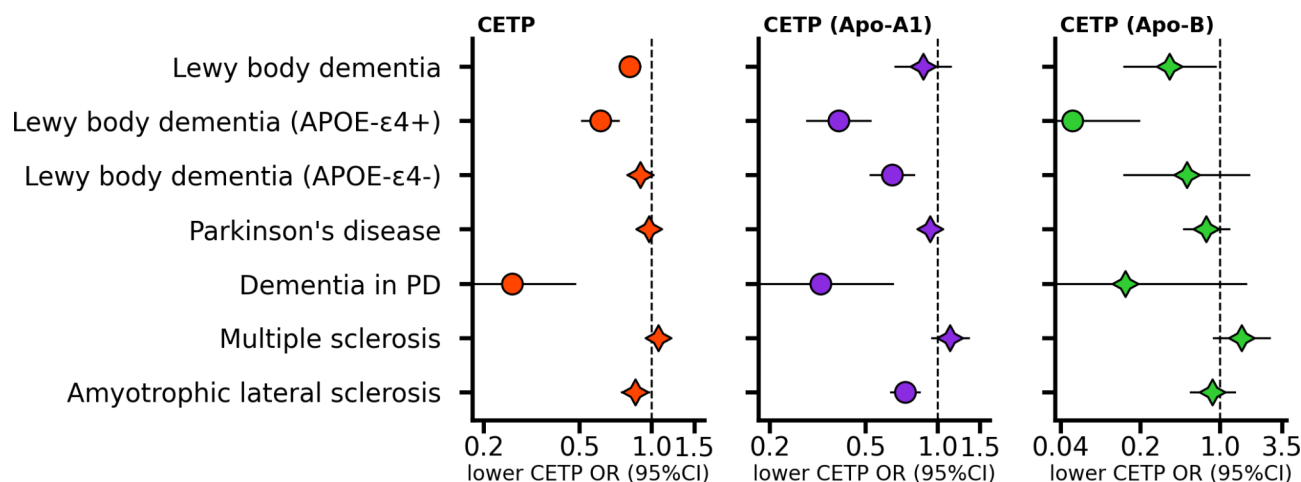 CETP CETP (Apo-A1) CETP (Apo-B)
Lewy body dementia
Lewy body dementia (APOE-ε4+)
Lewy body dementia (APOE-ε4-)
Parkinson's disease
Dementia in PD
Multiple sclerosis
Amyotrophic lateral sclerosis
0.2 0.5 1.0 1.5 0.2 0.5 1.0 1.5 0.04 0.2 1.0 3.5
lower CETP OR (95%CI) lower CETP OR (95%CI) lower CETP OR (95%CI)